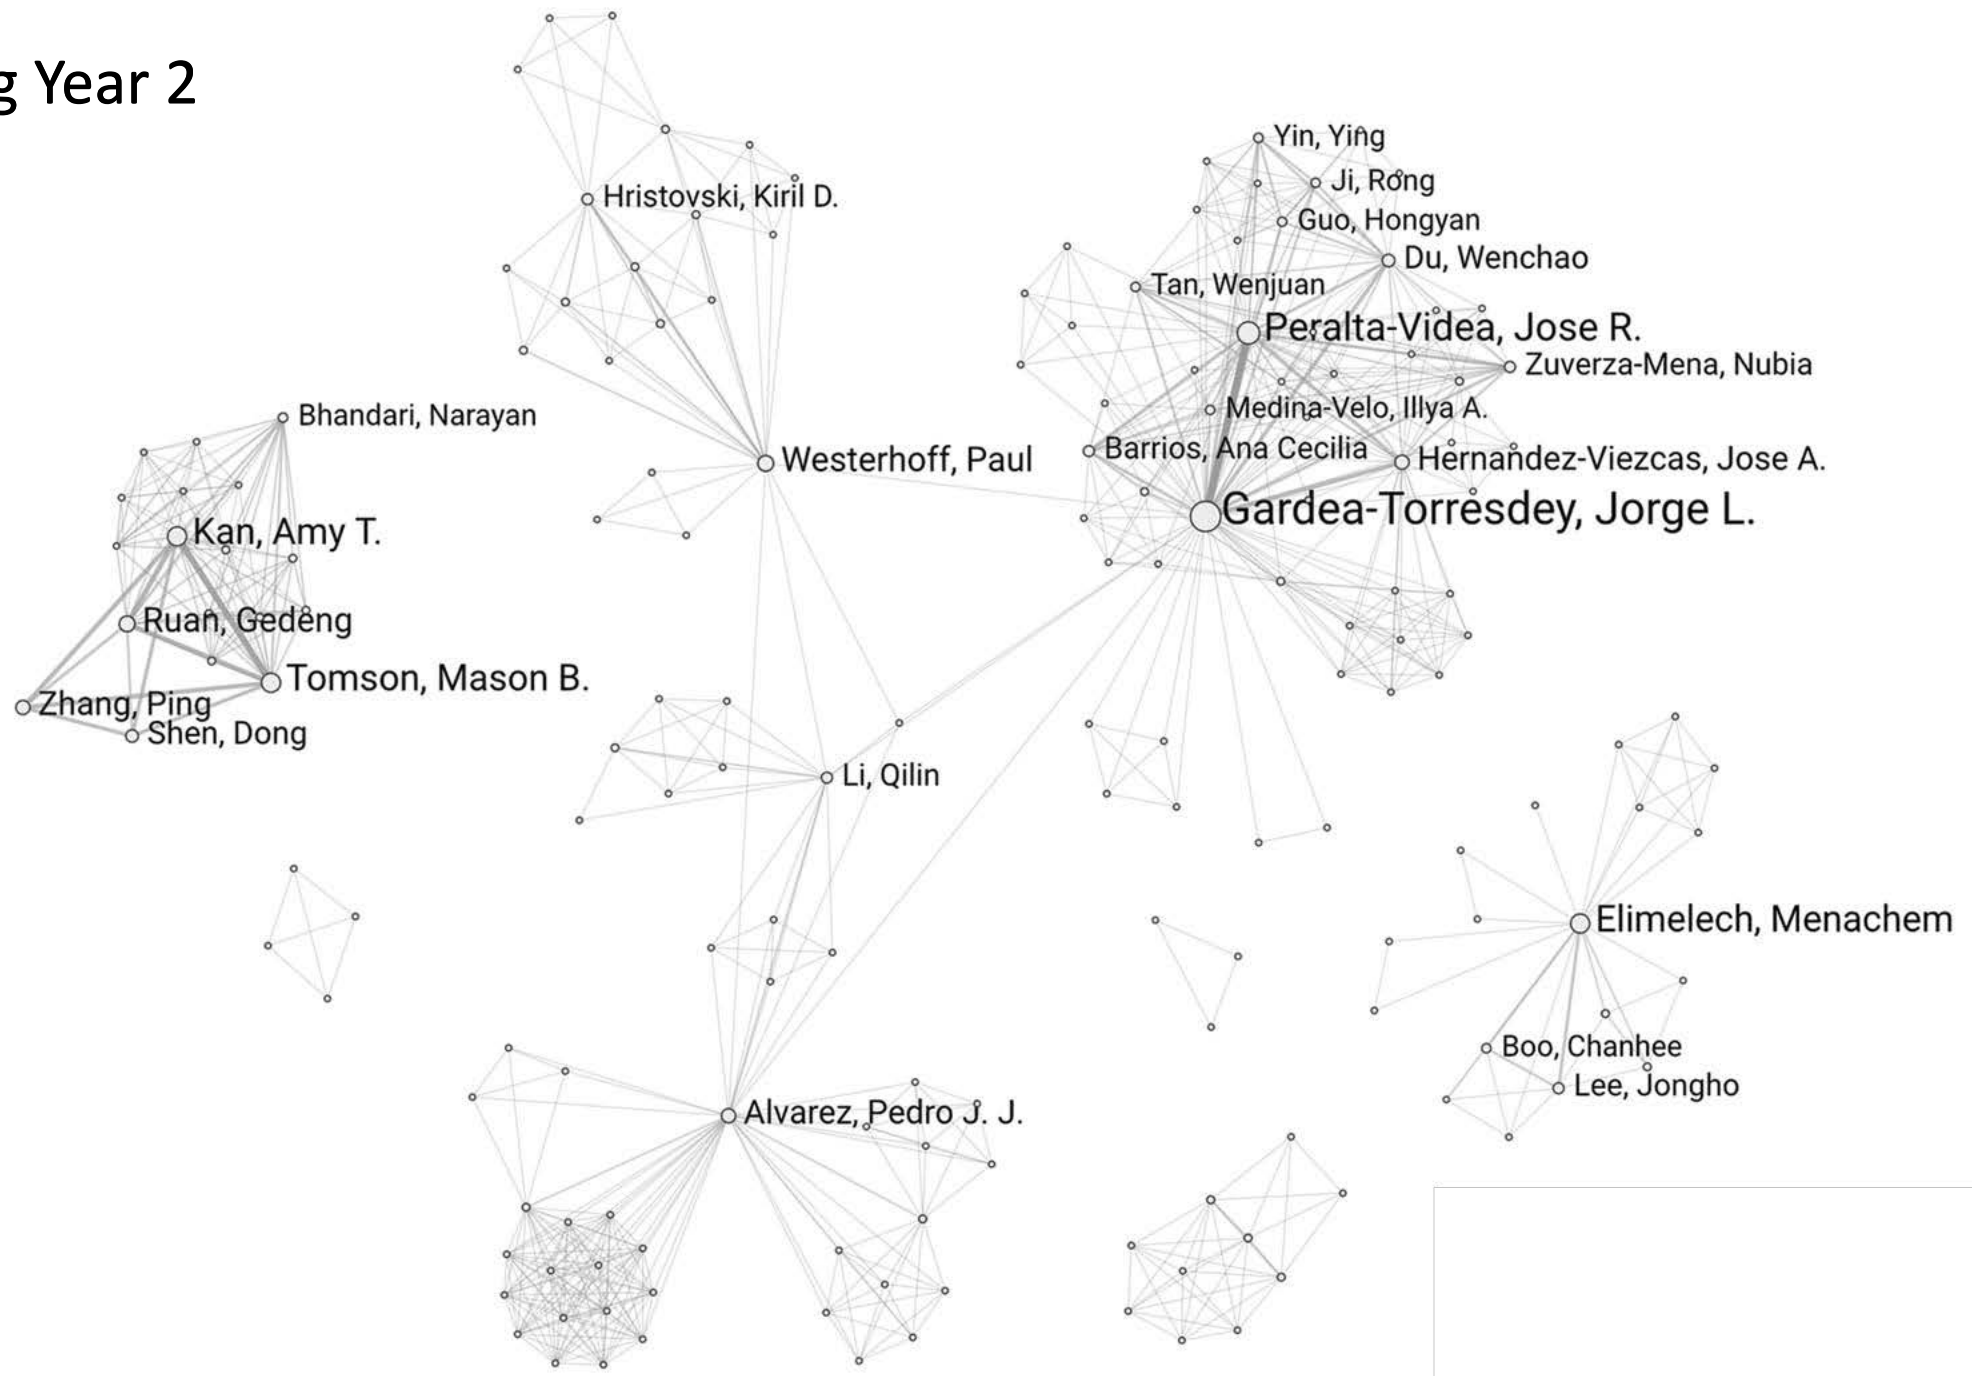 g Year 2
Yin, Ying
Ji, Rong
Hristovski, Kiril D.
Guo, Hongyan
Du, Wenchao
Tan, Wenjuan
Peralta-Videa, Jose R.
Zuverza-Mena, Nubia
Medina-Velo, Illya A.
Bhandari, Narayan
Barrios, Ana Cecilia
Westerhoff, Paul
Hernandez-Viezcas, Jose A.
Gardea-Torresdey, Jorge L.
Kan, Amy T.
Ruan, Gedeng
Tomson, Mason B.
Zhang, Ping
Shen, Dong
Li, Qilin
Elimelech, Menachem
Boo, Chanhee
Lee, Jongho
Alvarez, Pedro J. J.